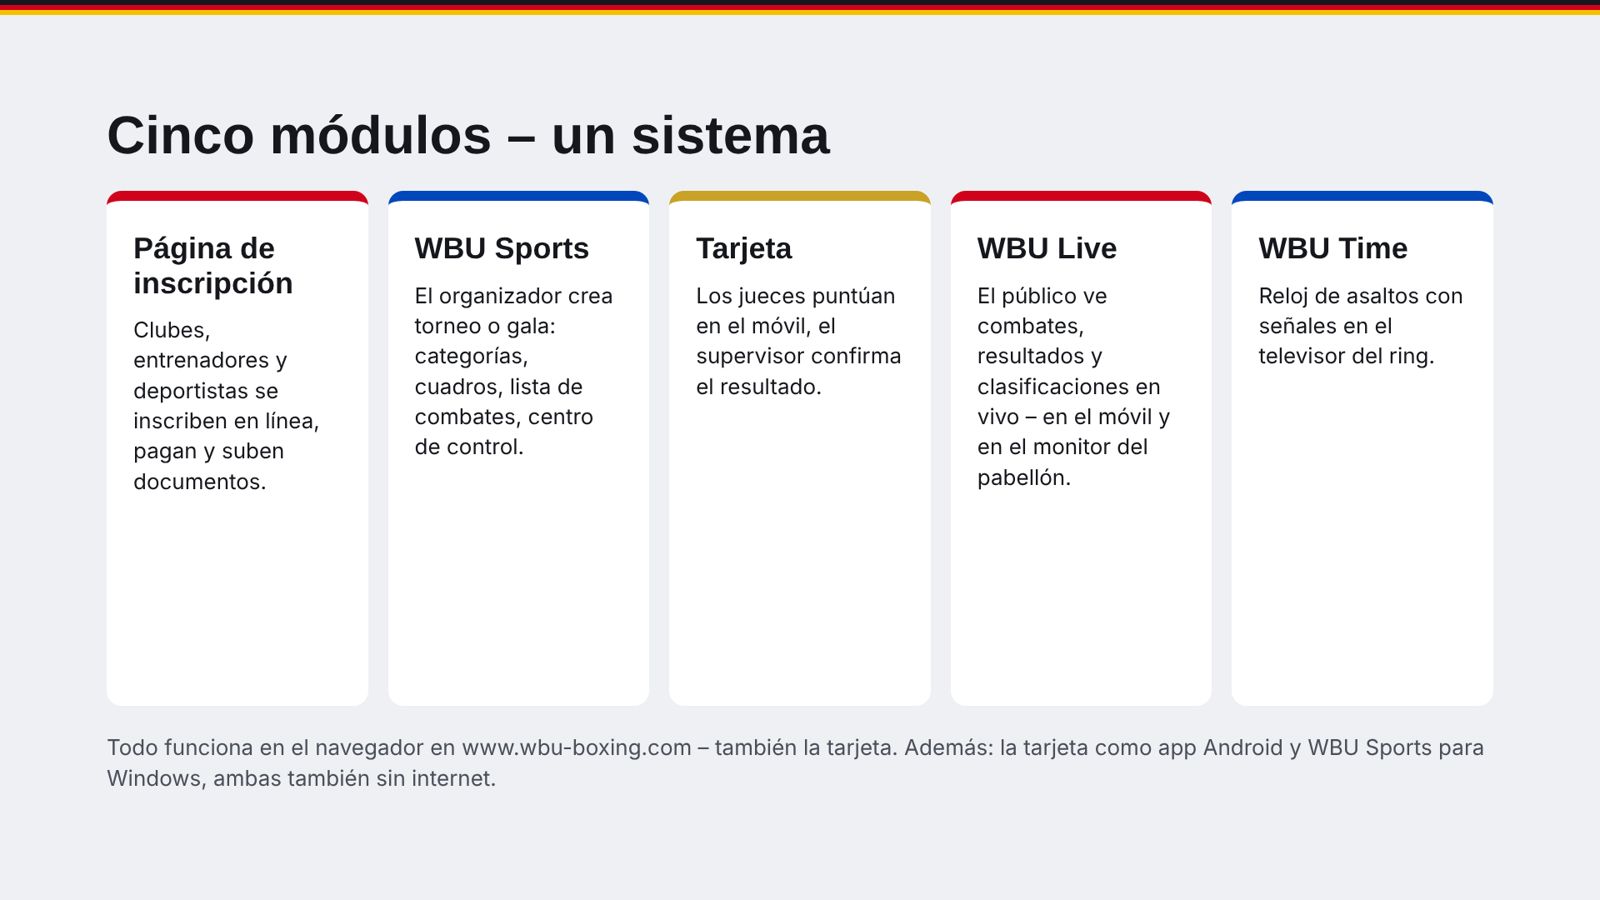 Cinco módulos – un sistema
Página de
inscripción
Clubes,
entrenadores y
deportistas se
inscriben en línea,
pagan y suben
documentos.
WBU Sports
El organizador crea
torneo o gala:
categorías,
cuadros, lista de
combates, centro
de control.
Tarjeta
Los jueces puntúan
en el móvil, el
supervisor confirma
el resultado.
WBU Live
El público ve
combates,
resultados y
clasificaciones en
vivo – en el móvil y
en el monitor del
pabellón.
WBU Time
Reloj de asaltos con
señales en el
televisor del ring.
Todo funciona en el navegador en www.wbu-boxing.com – también la tarjeta. Además: la tarjeta como app Android y WBU Sports para
Windows, ambas también sin internet.